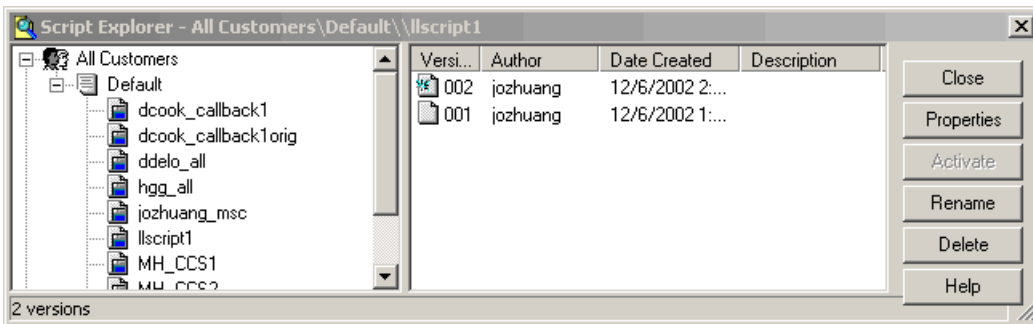 Script Explorer - All Customers\Default\\llscript1
All Customers
Default
dcook_callback1
dcook_callback1orig
ddelo_all
hgg_all
jozhuang_msc
llscript1
MH_CCS1
MH_CCS2
Versi... Author Date Created Description
002 jozhuang 12/6/2002 2:...
001 jozhuang 12/6/2002 1:...
Close
Properties
Activate
Rename
Delete
Help
2 versions